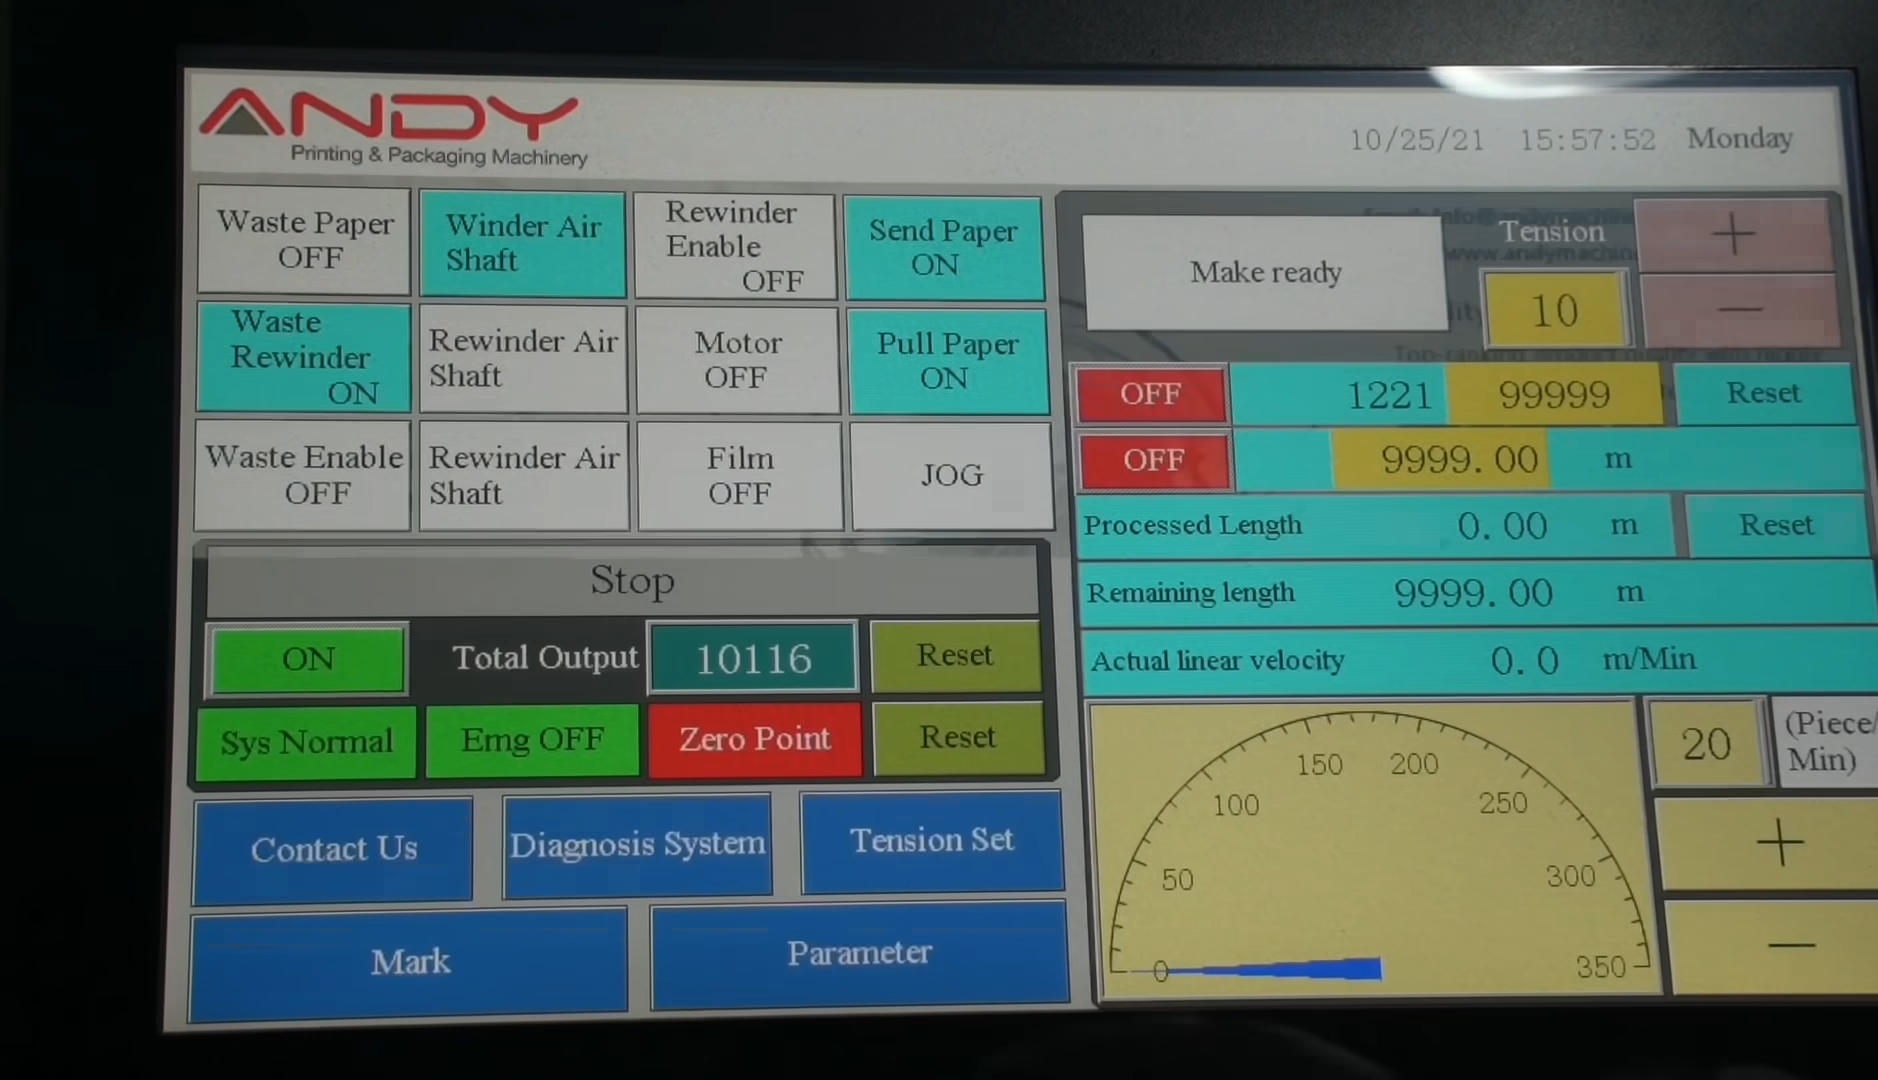 ANDY
Printing & Packaging Machinery
10/25/21 15:57:52 Monday
Waste Paper
OFF
Winder Air
Shaft
Rewinder
Enable
OFF
Send Paper
ON
Waste
Rewinder
ON
Rewinder Air
Shaft
Motor
OFF
Pull Paper
ON
Waste Enable
OFF
Rewinder Air
Shaft
Film
OFF
JOG
Stop
ON
Total Output
10116
Reset
Sys Normal
Emg OFF
Zero Point
Reset
Contact Us
Diagnosis System
Tension Set
Mark
Parameter
Make ready
Tension
10
+
—
OFF 1221 99999 Reset
OFF 9999.00 m
Processed Length 0.00 m Reset
Remaining length 9999.00 m
Actual linear velocity 0.0 m/Min
0
50
100
150
200
250
300
350
20
(Piece/
Min)
+
—